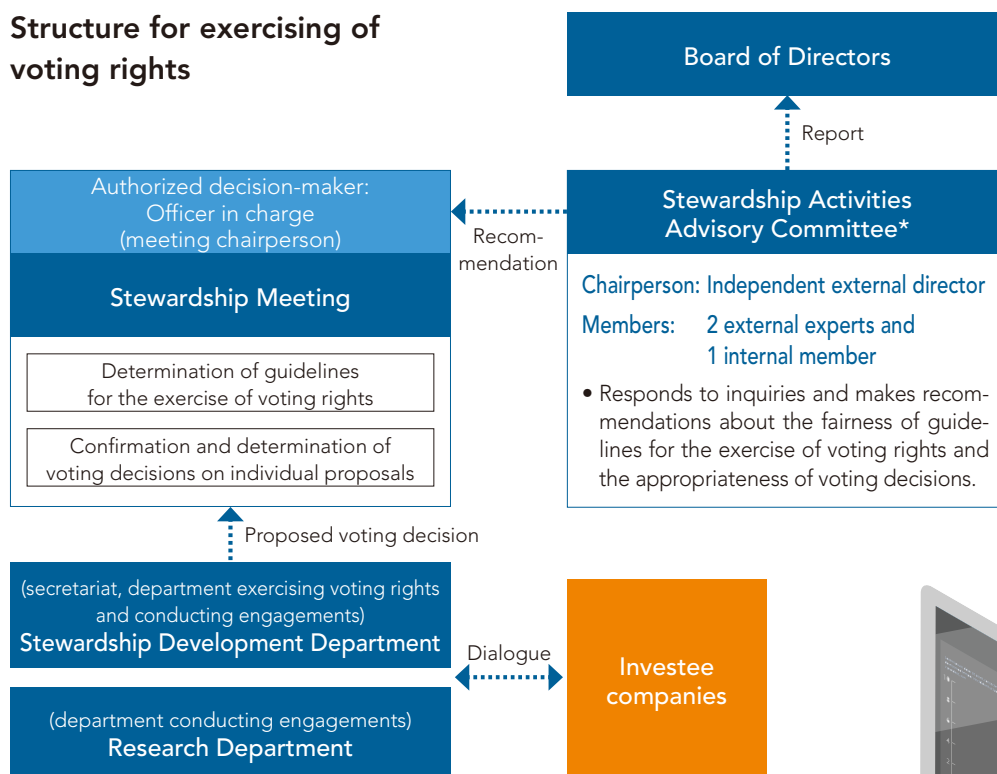 Structure for exercising of
voting rights
Board of Directors
Report
Authorized decision-maker:
Officer in charge
(meeting chairperson)
Stewardship Meeting
Determination of guidelines
for the exercise of voting rights
Confirmation and determination of
voting decisions on individual proposals
Recom-
mendation
Stewardship Activities
Advisory Committee*
Chairperson: Independent external director
Members: 2 external experts and
1 internal member
• Responds to inquiries and makes recom-
mendations about the fairness of guide-
lines for the exercise of voting rights and
the appropriateness of voting decisions.
Proposed voting decision
(secretariat, department exercising voting rights
and conducting engagements)
Stewardship Development Department
(department conducting engagements)
Research Department
Dialogue
Investee
companies